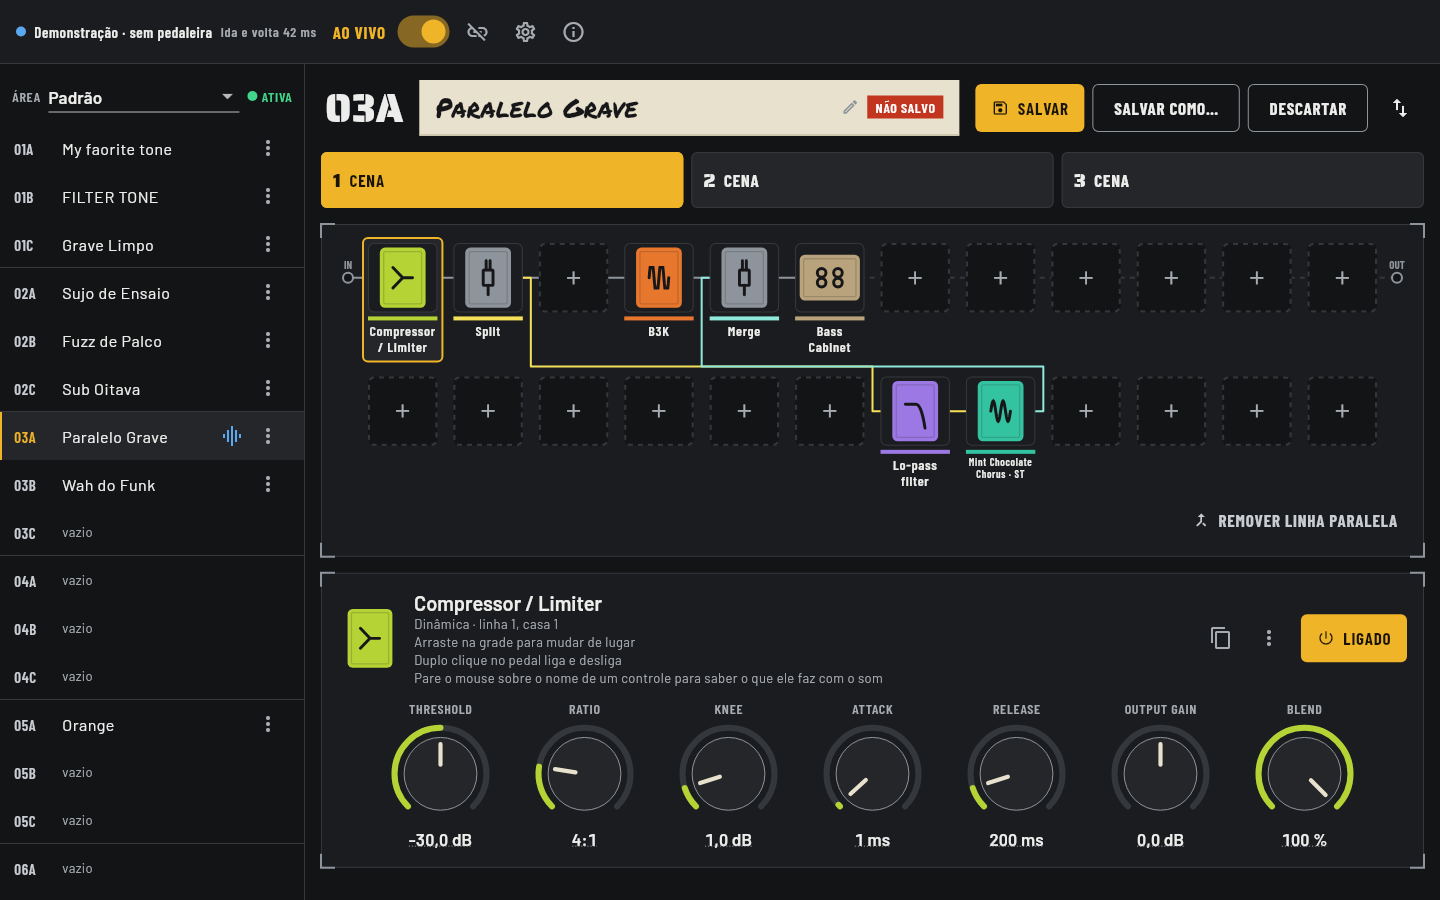 Demonstração · sem pedaleira Ida e volta 42 ms AO VIVO
ÁREA Padrão ATIVA
01A My faorite tone
01B FILTER TONE
01C Grave Limpo
02A Sujo de Ensaio
02B Fuzz de Palco
02C Sub Oitava
03A Paralelo Grave
03B Wah do Funk
03C vazio
04A vazio
04B vazio
04C vazio
05A Orange
05B vazio
05C vazio
06A vazio
03A Paralelo Grave NÃO SALVO SALVAR SALVAR COMO... DESCARTAR
1 CENA
2 CENA
3 CENA
IN
OUT
Compressor
/ Limiter
Split
B3K
Merge
88
Bass
Cabinet
Lo-pass
filter
Mint Chocolate
Chorus · ST
REMOVER LINHA PARALELA
Compressor / Limiter
Dinâmica · linha 1, casa 1
Arraste na grade para mudar de lugar
Duplo clique no pedal liga e desliga
Pare o mouse sobre o nome de um controle para saber o que ele faz com o som
LIGADO
THRESHOLD RATIO KNEE ATTACK RELEASE OUTPUT GAIN BLEND
-30,0 dB 4:1 1,0 dB 1 ms 200 ms 0,0 dB 100 %